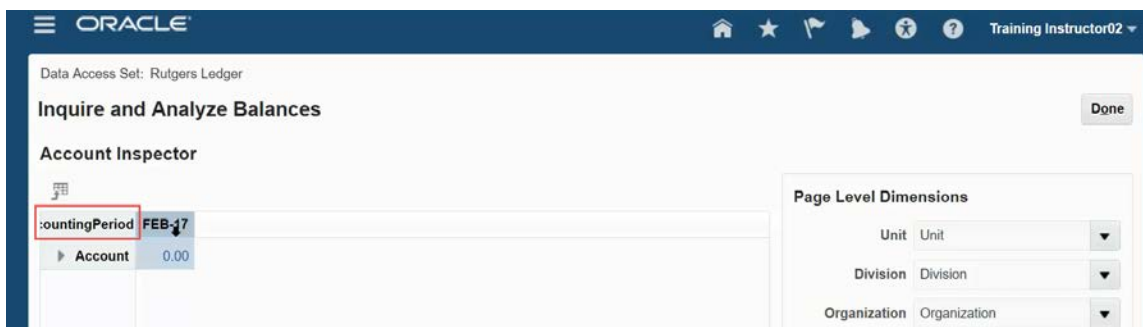 ORACLE
Training Instructor02
Data Access Set: Rutgers Ledger
Inquire and Analyze Balances
Done
Account Inspector
Page Level Dimensions
countingPeriod FEB-17
Account 0.00
Unit Unit
Division Division
Organization Organization